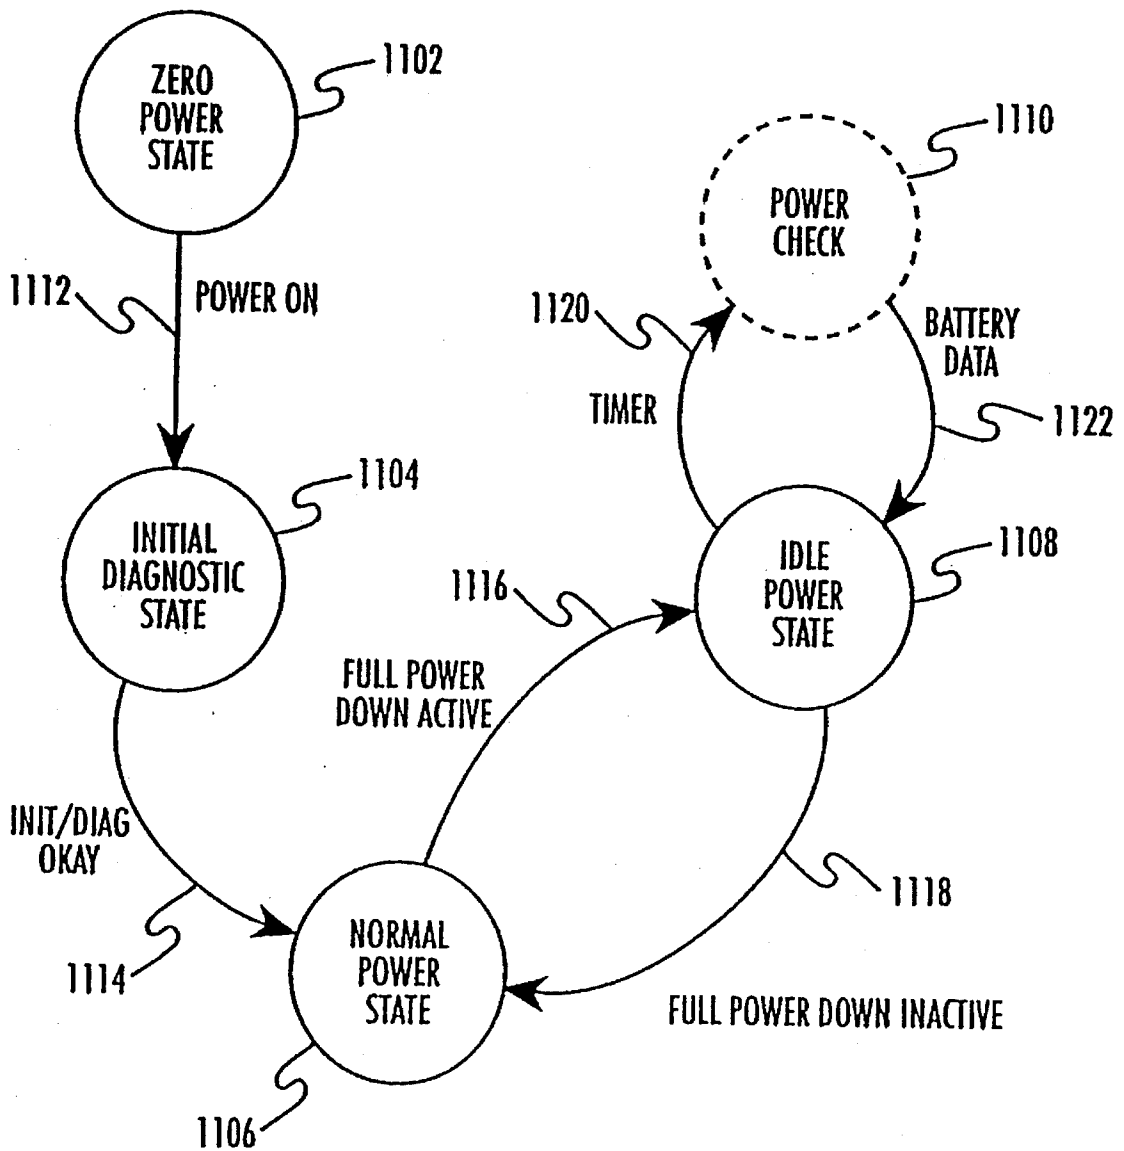 1102
ZERO
POWER
STATE
1110
POWER
CHECK
1112
POWER ON
1120
BATTERY
DATA
TIMER
1122
1104
INITIAL
DIAGNOSTIC
STATE
1108
IDLE
POWER
STATE
1116
FULL POWER
DOWN ACTIVE
INIT/DIAG
OKAY
1118
1114
NORMAL
POWER
STATE
FULL POWER DOWN INACTIVE
1106